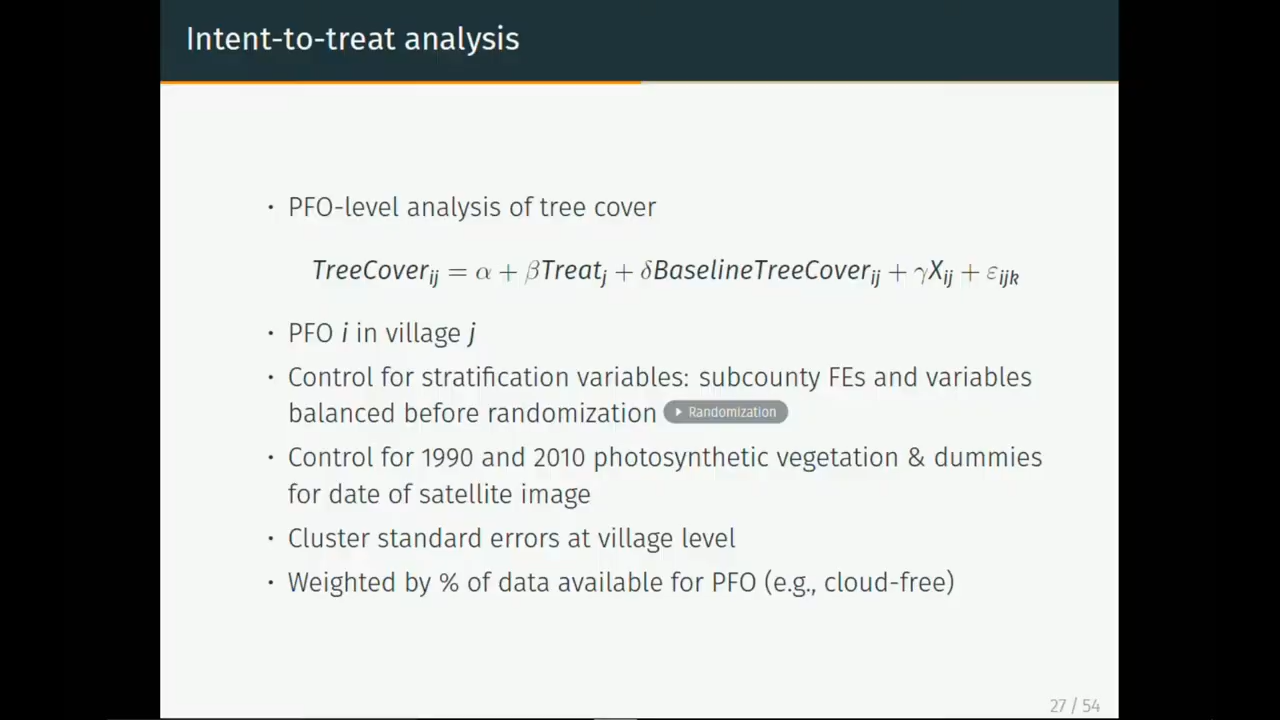 Intent-to-treat analysis
• PFO-level analysis of tree cover
TreeCover_ij = α + βTreat_j + δBaselineTreeCover_ij + γX_ij + ε_ijk
• PFO i in village j
• Control for stratification variables: subcounty FEs and variables
balanced before randomization ▶ Randomization
• Control for 1990 and 2010 photosynthetic vegetation & dummies
for date of satellite image
• Cluster standard errors at village level
• Weighted by % of data available for PFO (e.g., cloud-free)
27 / 54